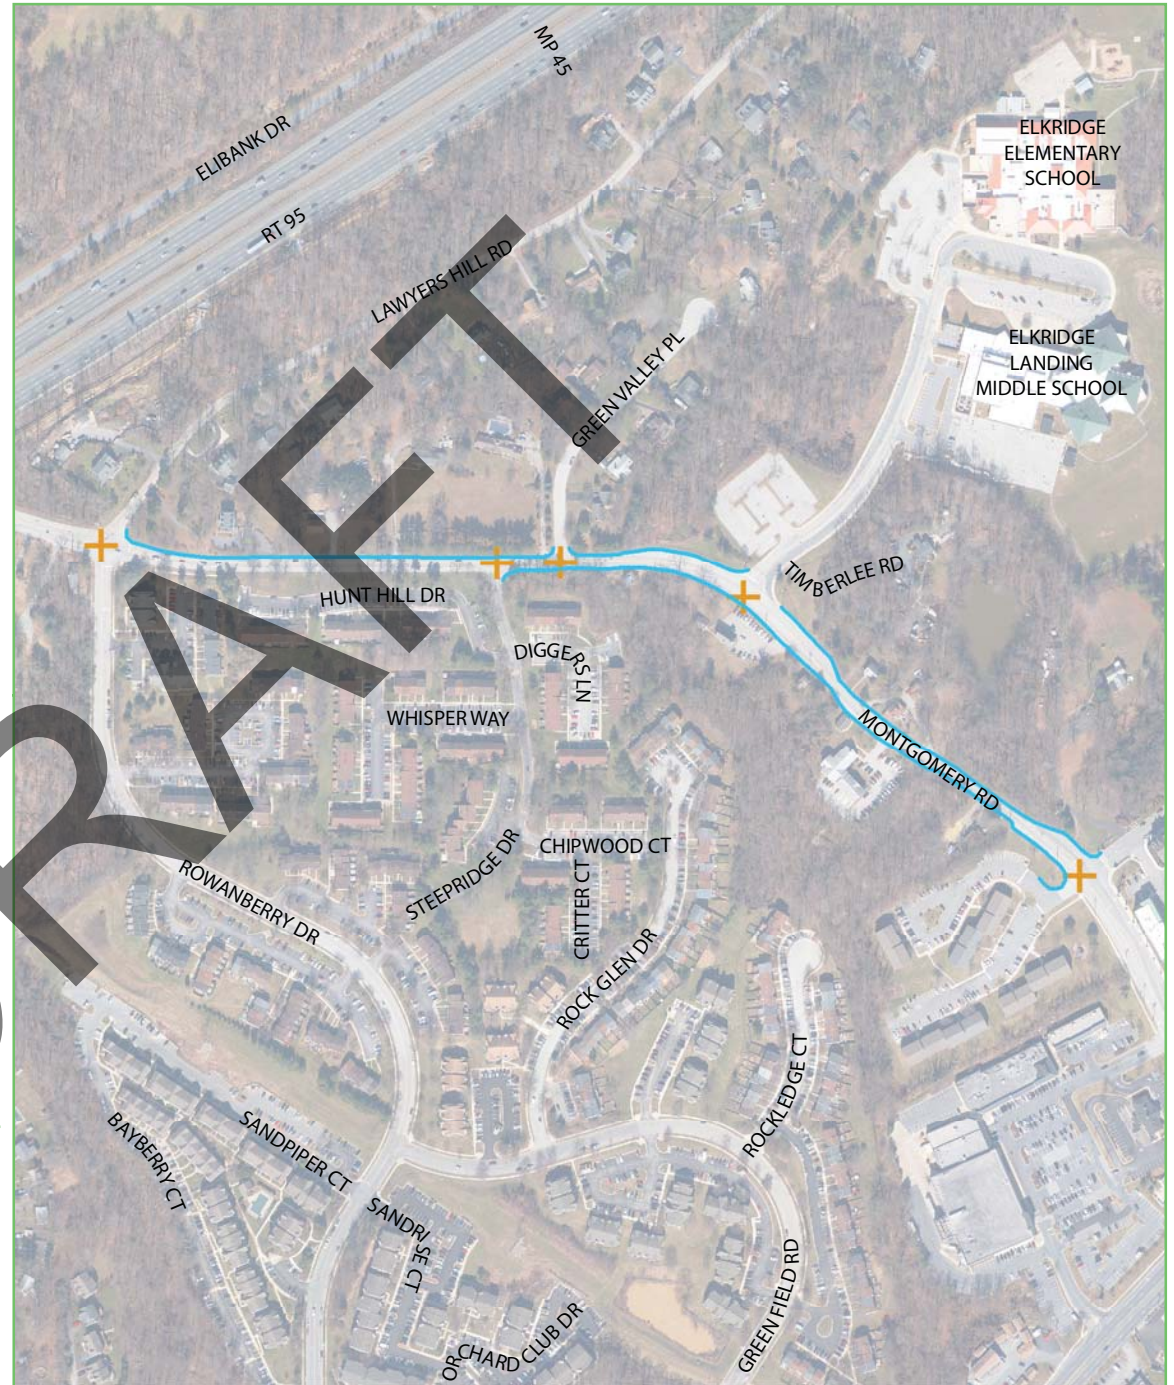 MP 45
ELIBANK DR
RT 95
ELKRIDGE
ELEMENTARY
SCHOOL
LAWYERS HILL RD
GREEN VALLEY PL
ELKRIDGE
LANDING
MIDDLE SCHOOL
TIMBERLEE RD
HUNT HILL DR
DIGGERS LN
WHISPER WAY
MONTGOMERY RD
CHIPWOOD CT
STEEPRIDGE DR
CRITTER CT
ROWANBERRY DR
ROCK GLEN DR
ROCKLEDGE CT
SANDPIPER CT
BAYBERRY CT
SANDRISE CT
GREEN FIELD RD
ORCHARD CLUB DR
RAFT